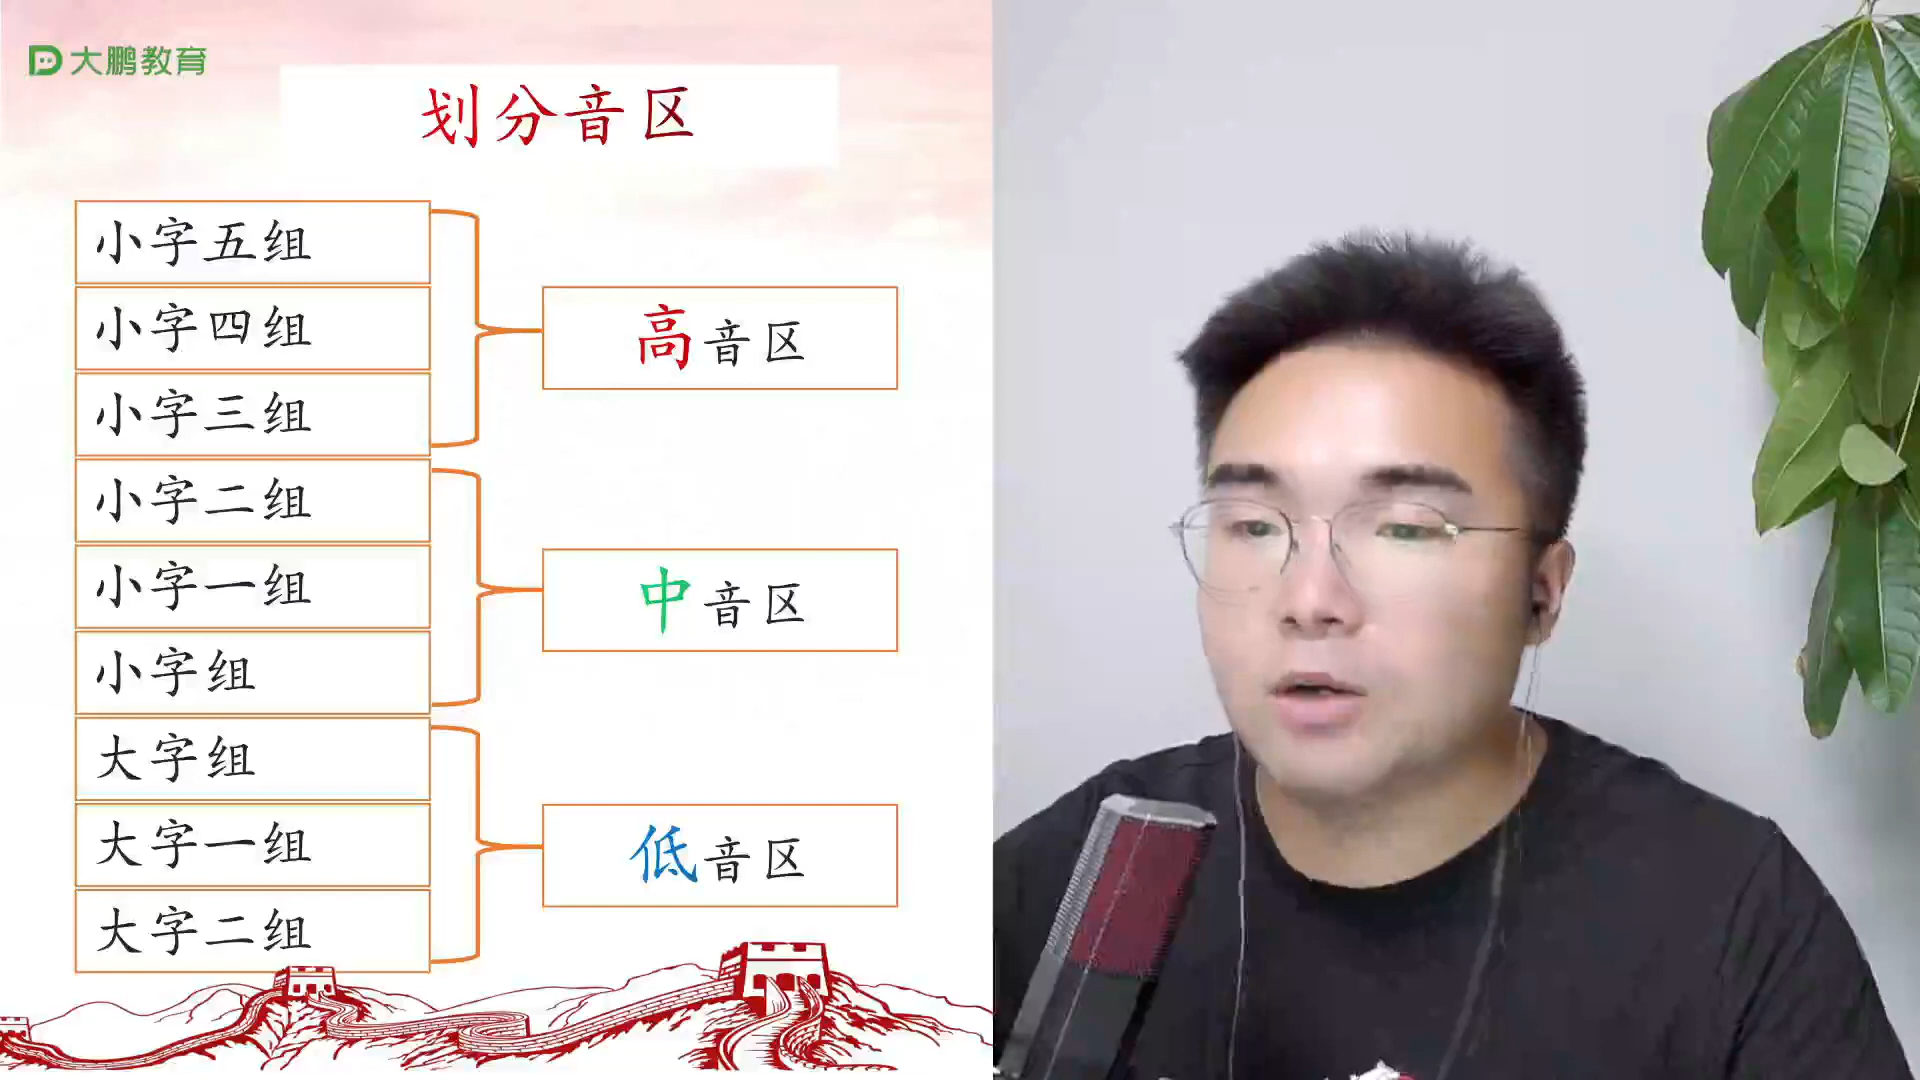 大鹏教育
划分音区
小字五组
小字四组
小字三组
高音区
小字二组
小字一组
小字组
中音区
大字组
大字一组
大字二组
低音区